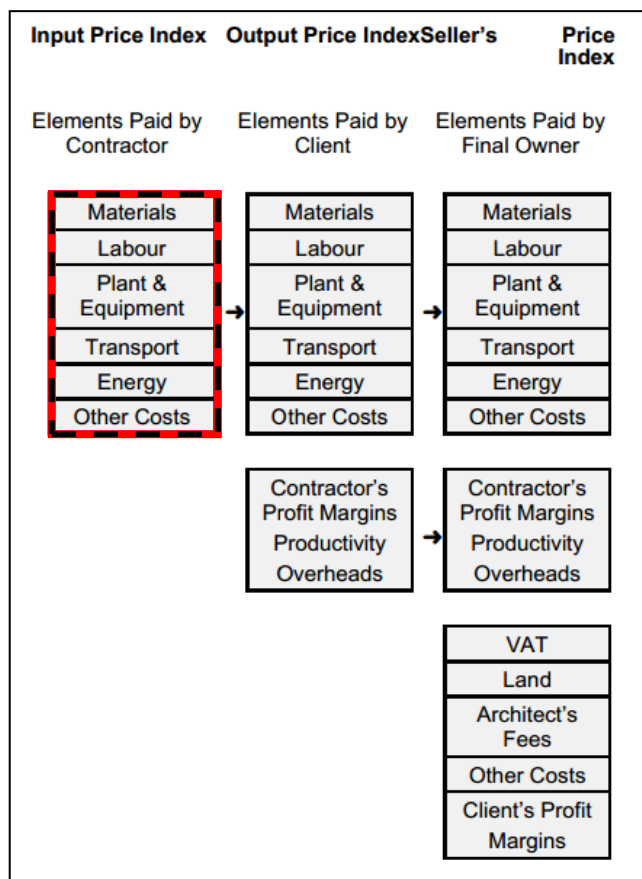 Input Price Index
Output Price IndexSeller's Price
Index
Elements Paid by
Contractor
Elements Paid by
Client
Elements Paid by
Final Owner
Materials
Labour
Plant &
Equipment
Transport
Energy
Other Costs
→
Materials
Labour
Plant &
Equipment
Transport
Energy
Other Costs
→
Materials
Labour
Plant &
Equipment
Transport
Energy
Other Costs
Contractor's
Profit Margins
Productivity
Overheads
→
Contractor's
Profit Margins
Productivity
Overheads
VAT
Land
Architect's
Fees
Other Costs
Client's Profit
Margins